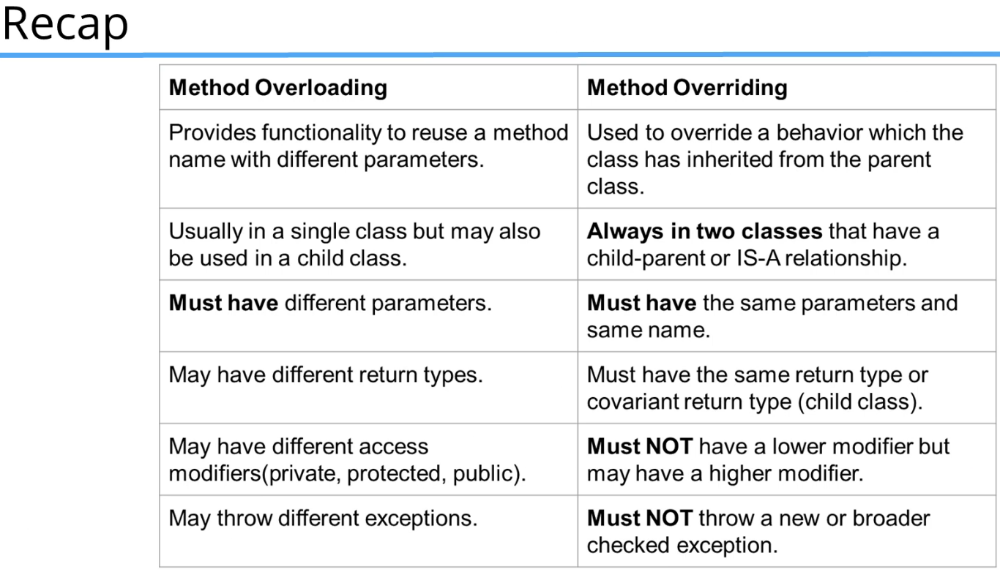 Recap
Method Overloading
Method Overriding
Provides functionality to reuse a method
name with different parameters.
Used to override a behavior which the
class has inherited from the parent
class.
Usually in a single class but may also
be used in a child class.
Always in two classes that have a
child-parent or IS-A relationship.
Must have different parameters.
Must have the same parameters and
same name.
May have different return types.
Must have the same return type or
covariant return type (child class).
May have different access
modifiers(private, protected, public).
Must NOT have a lower modifier but
may have a higher modifier.
May throw different exceptions.
Must NOT throw a new or broader
checked exception.